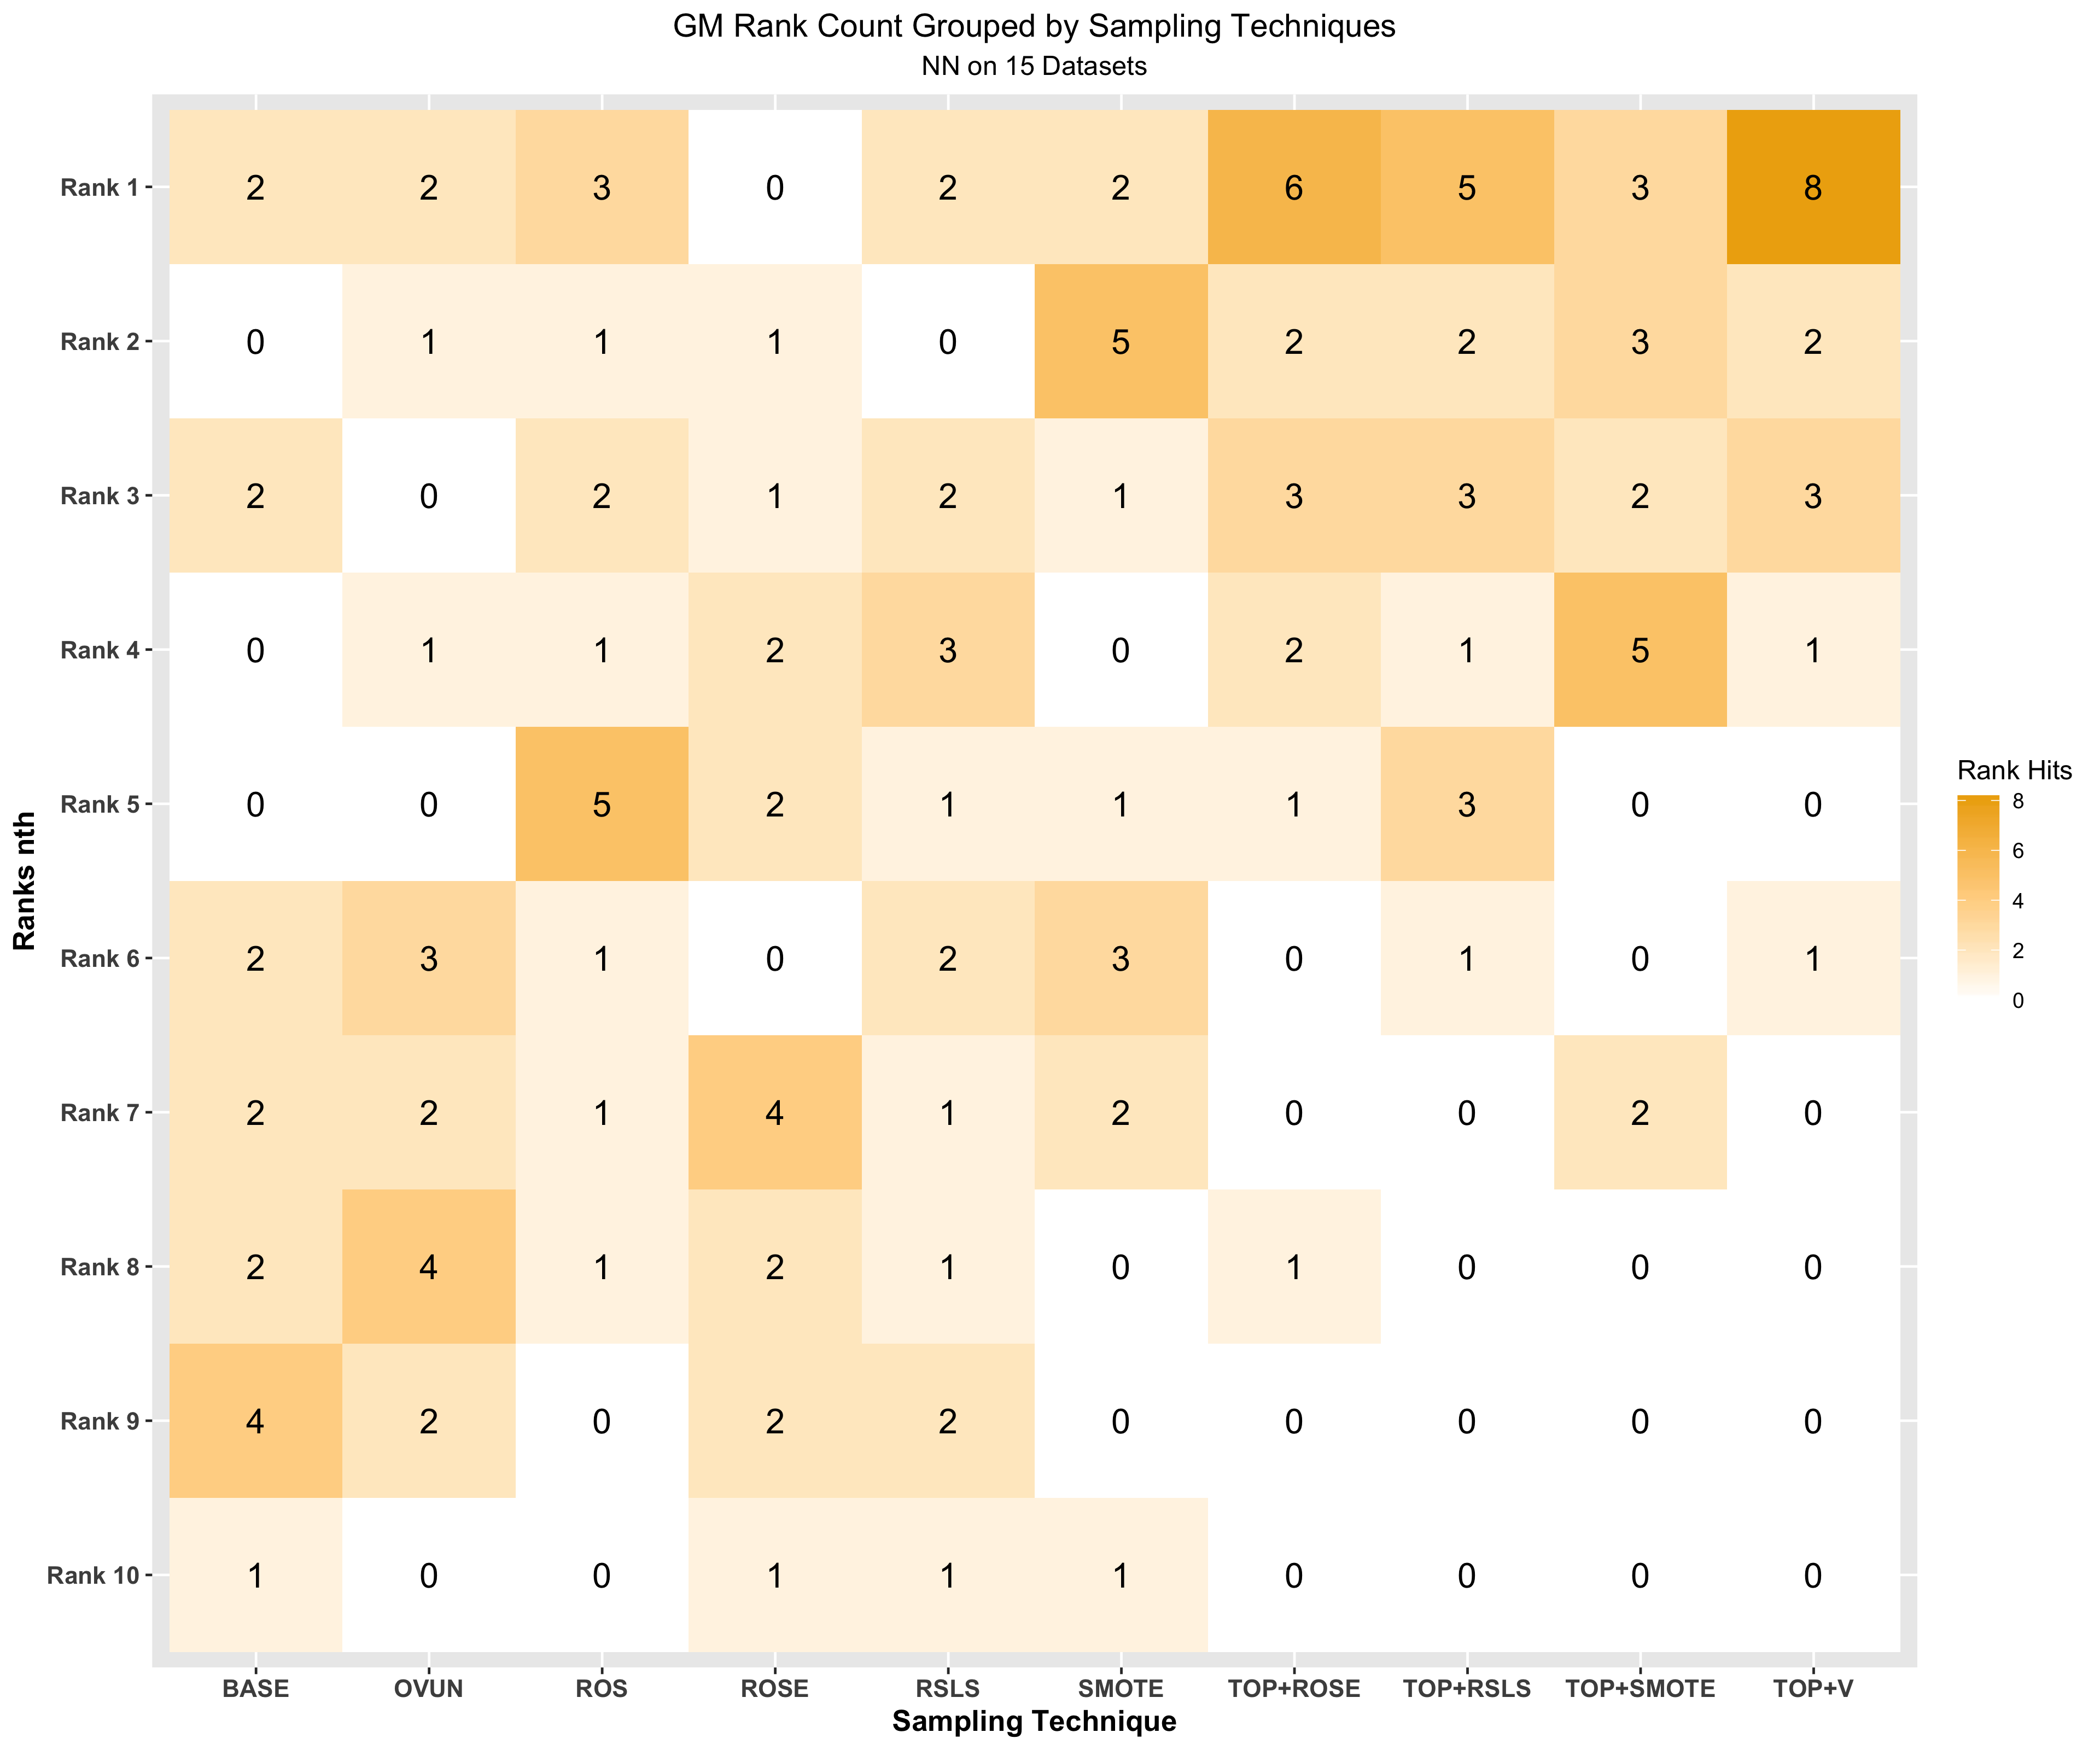 GM Rank Count Grouped by Sampling Techniques
NN on 15 Datasets
Rank 1 2 2 3 0 2 2 6 5 3 8
Rank 2 0 1 1 1 0 5 2 2 3 2
Rank 3 2 0 2 1 2 1 3 3 2 3
Rank 4 0 1 1 2 3 0 2 1 5 1
Rank 5 0 0 5 2 1 1 1 3 0 0
Rank 6 2 3 1 0 2 3 0 1 0 1
Rank 7 2 2 1 4 1 2 0 0 2 0
Rank 8 2 4 1 2 1 0 1 0 0 0
Rank 9 4 2 0 2 2 0 0 0 0 0
Rank 10 1 0 0 1 1 1 0 0 0 0
BASE OVUN ROS ROSE RSLS SMOTE TOP+ROSE TOP+RSLS TOP+SMOTE TOP+V
Sampling Technique
Ranks nth
Rank Hits
8
6
4
2
0